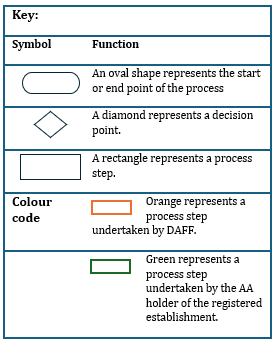 Key:
Symbol Function
An oval shape represents the start
or end point of the process
A diamond represents a decision
point.
A rectangle represents a process
step.
Colour Orange represents a
code process step
undertaken by DAFF.
Green represents a
process step
undertaken by the AA
holder of the registered
establishment.